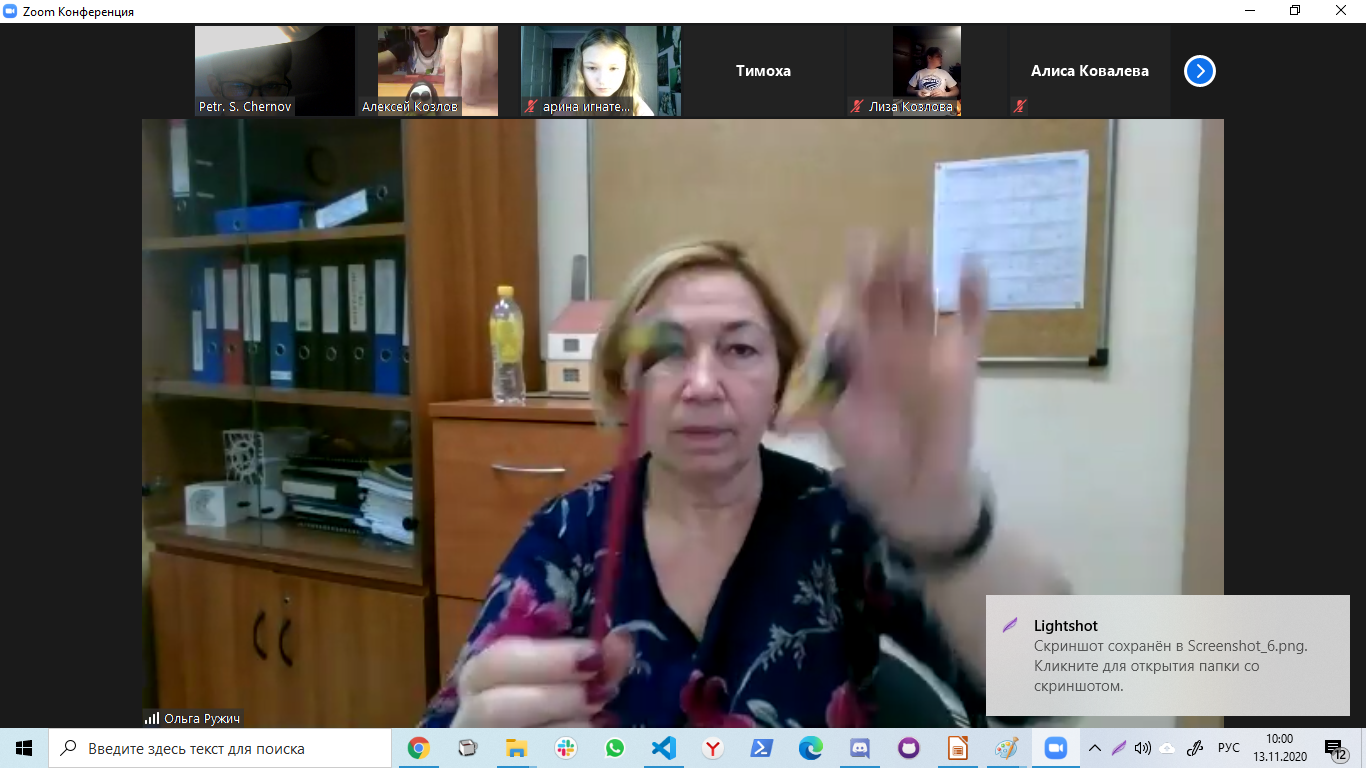 Zoom Конференция
Petr. S. Chernov
Алексей Козлов
арина игнате...
Тимоха
Лиза Козлова
Алиса Ковалева
Ольга Ружич
Lightshot
Скриншот сохранён в Screenshot_6.png.
Кликните для открытия папки со
скриншотом.
Введите здесь текст для поиска
РУС
10:00
13.11.2020
12